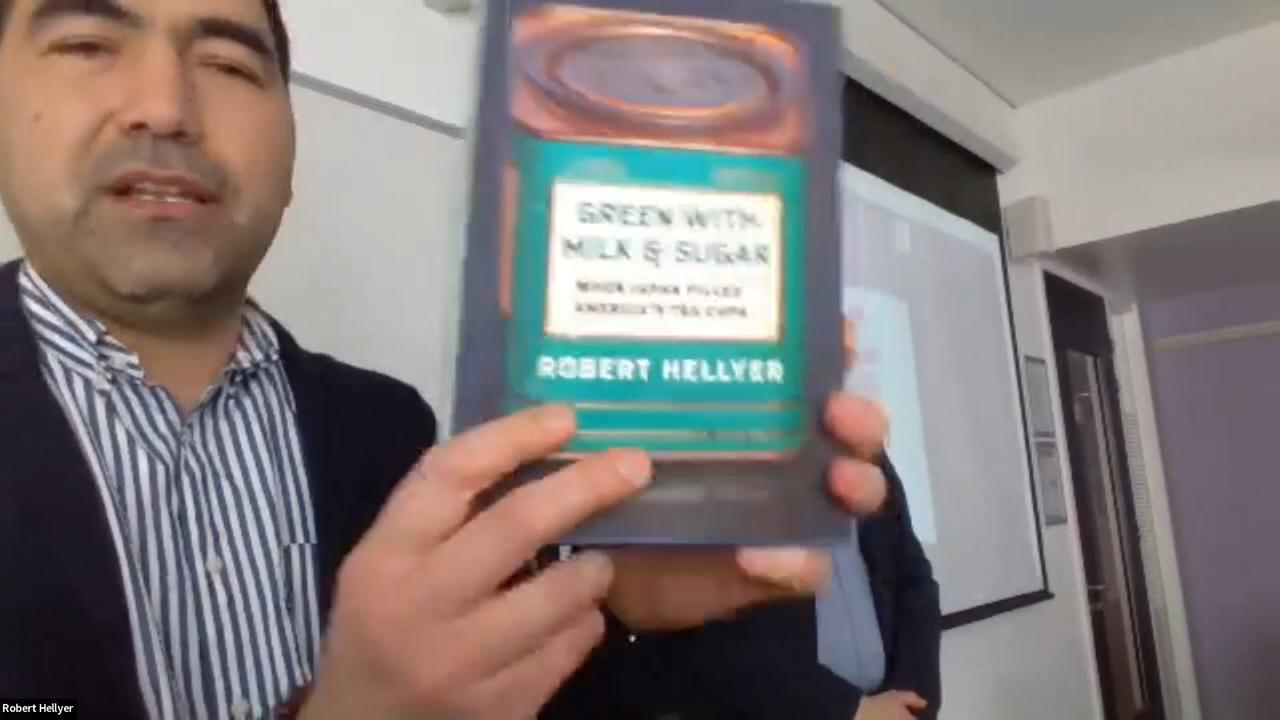 GREEN WITH
MILK & SUGAR
WHEN JAPAN FILLED
AMERICA'S TEA CUPS
ROBERT HELLYER
Robert Hellyer